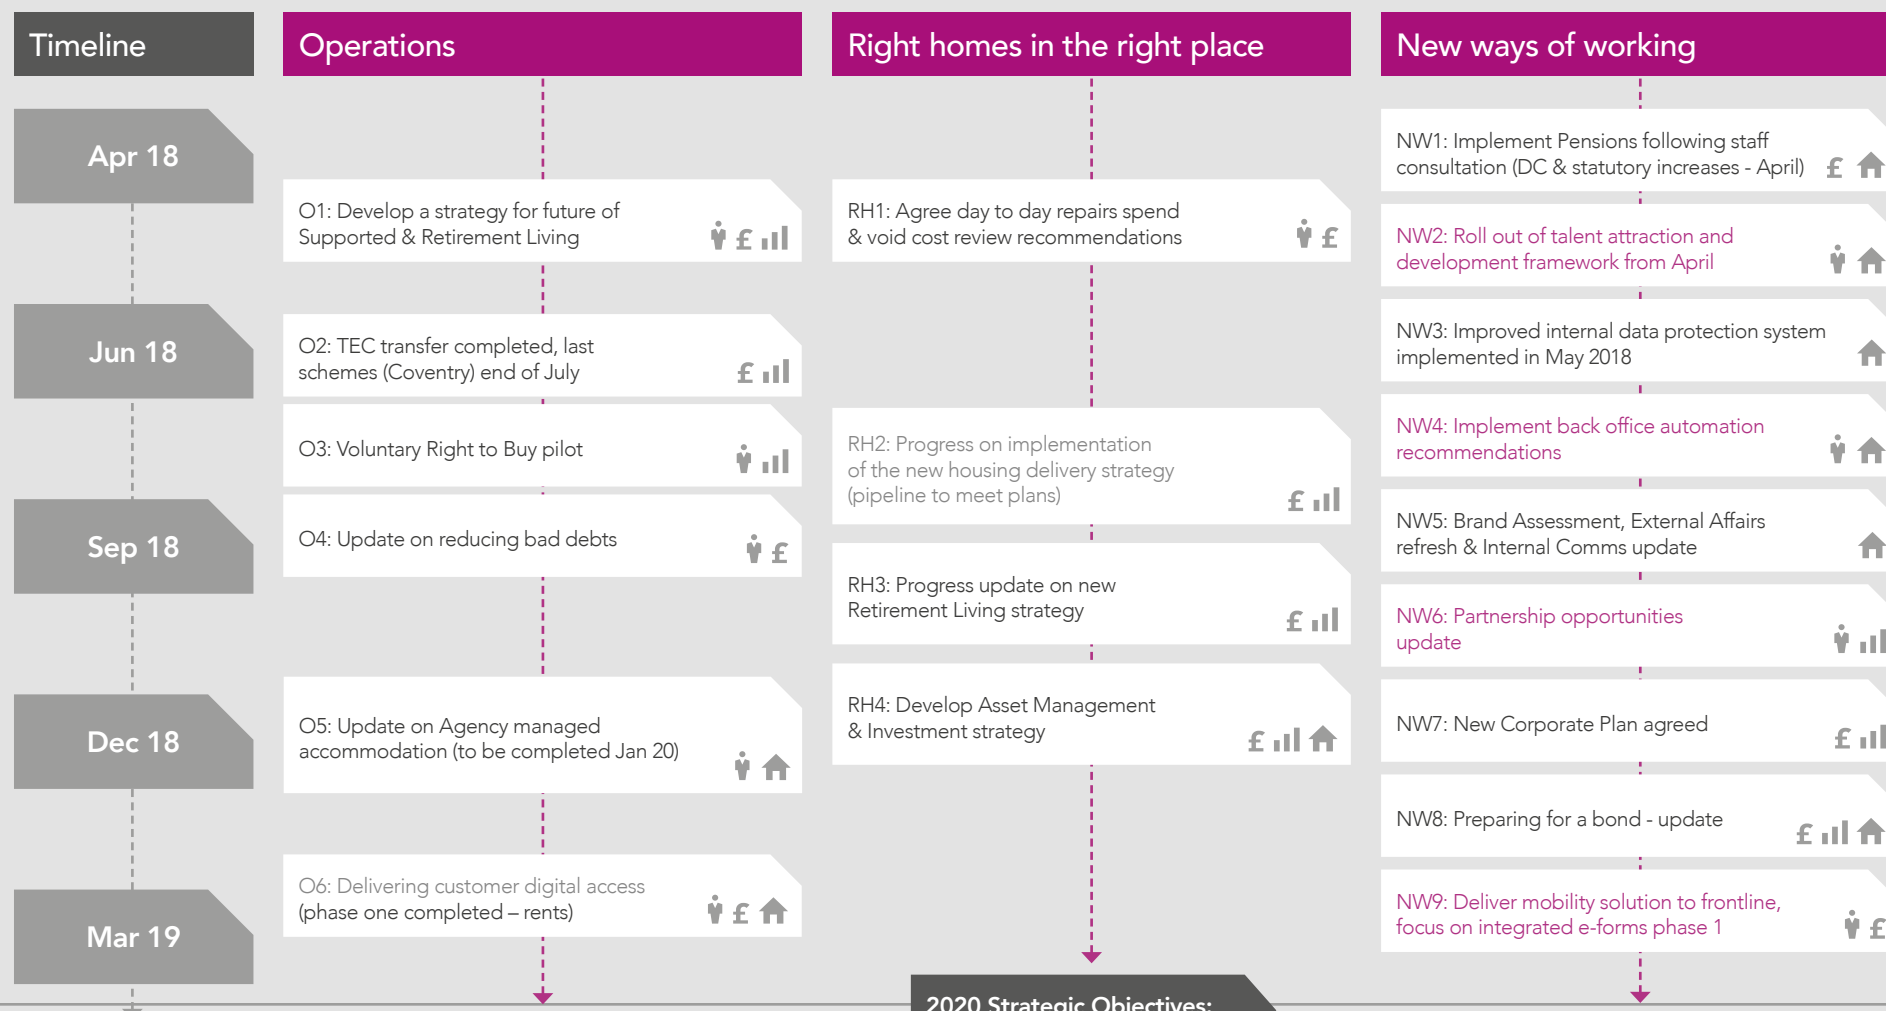 Timeline
Apr 18
Jun 18
Sep 18
Dec 18
Mar 19
Operations
O1: Develop a strategy for future of
Supported & Retirement Living
£
O2: TEC transfer completed, last
schemes (Coventry) end of July
£
O3: Voluntary Right to Buy pilot
O4: Update on reducing bad debts
£
O5: Update on Agency managed
accommodation (to be completed Jan 20)
O6: Delivering customer digital access
(phase one completed – rents)
£
Right homes in the right place
RH1: Agree day to day repairs spend
& void cost review recommendations
£
RH2: Progress on implementation
of the new housing delivery strategy
(pipeline to meet plans)
£
RH3: Progress update on new
Retirement Living strategy
£
RH4: Develop Asset Management
& Investment strategy
£
New ways of working
NW1: Implement Pensions following staff
consultation (DC & statutory increases - April)
£
NW2: Roll out of talent attraction and
development framework from April
NW3: Improved internal data protection system
implemented in May 2018
NW4: Implement back office automation
recommendations
NW5: Brand Assessment, External Affairs
refresh & Internal Comms update
NW6: Partnership opportunities
update
NW7: New Corporate Plan agreed
£
NW8: Preparing for a bond - update
£
NW9: Deliver mobility solution to frontline,
focus on integrated e-forms phase 1
£
2020 Strategic Objectives: